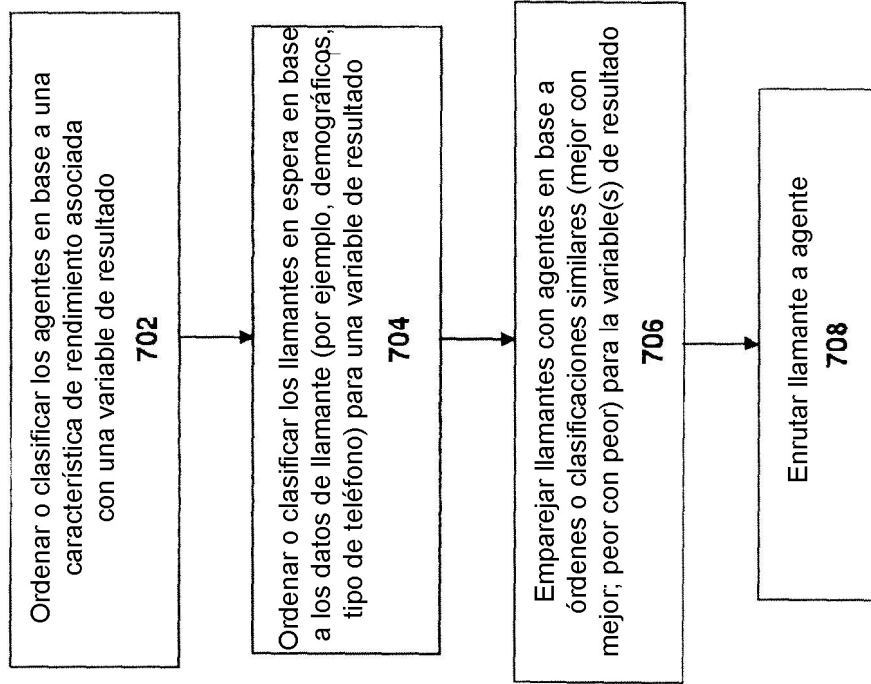 Ordenar o clasificar los agentes en base a una
característica de rendimiento asociada
con una variable de resultado
702
Ordenar o clasificar los llamantes en espera en base
a los datos de llamante (por ejemplo, demográficos,
tipo de teléfono) para una variable de resultado
704
Emparejar llamantes con agentes en base a
órdenes o clasificaciones similares (mejor con
mejor; peor con peor) para la variable(s) de resultado
706
Enrutar llamante a agente
708